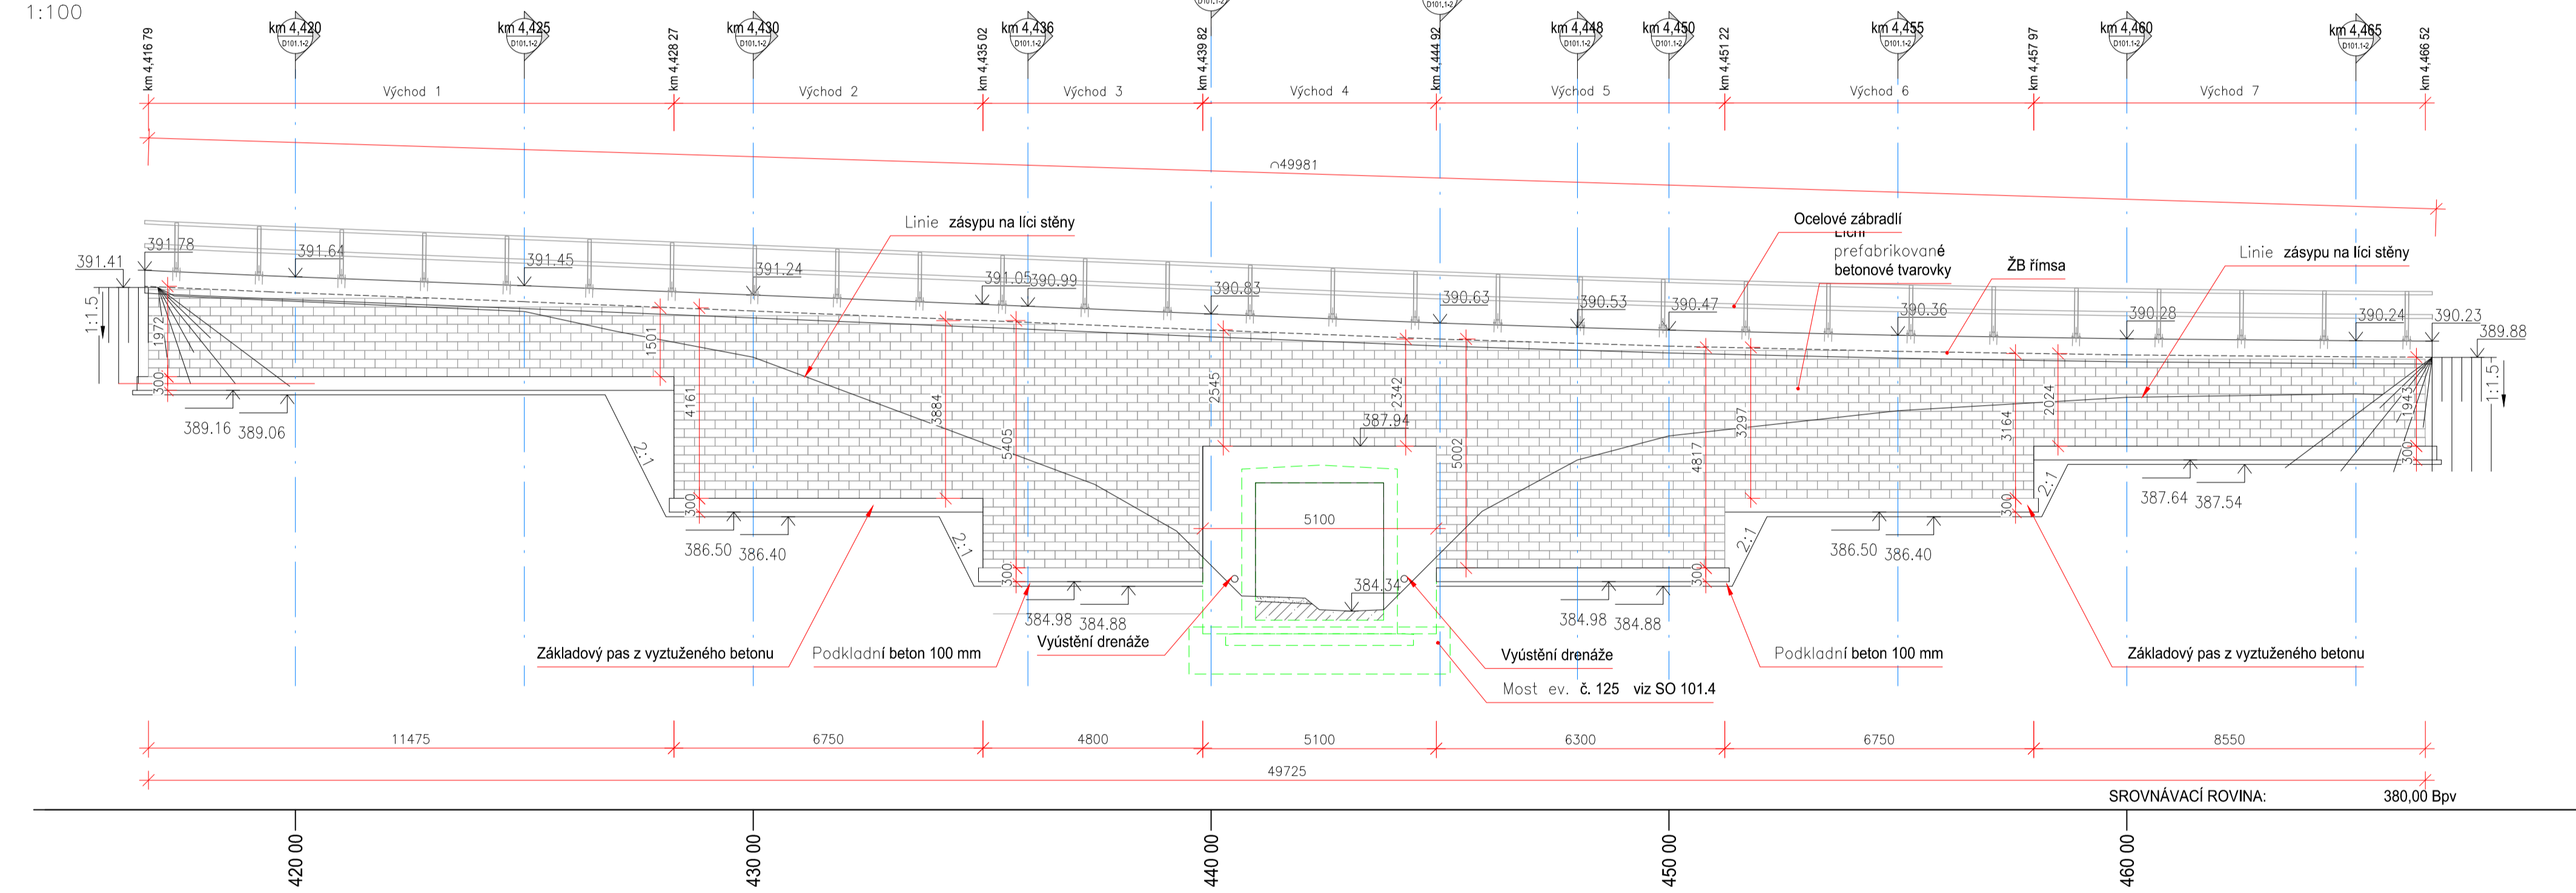 1:100
km 4,416 79
km 4,420
D101.1-2
km 4,425
D101.1-2
km 4,428 27
km 4,430
D101.1-2
km 4,435 02
km 4,436
D101.1-2
km 4,439 82
D101.1-2
km 4,444 92
D101.1-2
km 4,448
D101.1-2
km 4,450
D101.1-2
km 4,451 22
km 4,455
D101.1-2
km 4,457 97
km 4,460
D101.1-2
km 4,465
D101.1-2
km 4,466 52
Východ 1
Východ 2
Východ 3
Východ 4
Východ 5
Východ 6
Východ 7
∩49981
Linie zásypu na líci stěny
Ocelové zábradlí
Lícní
prefabrikované
betonové tvarovky
ŽB římsa
Linie zásypu na líci stěny
391.41
391.78
391.64
391.45
391.24
391.05
390.99
390.83
390.63
390.53
390.47
390.36
390.28
390.24
390.23
389.88
1:1.5
1972
300
1501
4161
300
3884
5405
300
2545
2342
387.94
5002
4817
300
3297
3164
300
2024
1943
300
1:1.5
389.16
389.06
2:1
386.50
386.40
2:1
384.98
384.88
5100
384.34
384.98
384.88
2:1
386.50
386.40
2:1
387.64
387.54
Základový pas z vyztuženého betonu
Podkladní beton 100 mm
Vyústění drenáže
Vyústění drenáže
Most ev. č. 125 viz SO 101.4
Podkladní beton 100 mm
Základový pas z vyztuženého betonu
11475
6750
4800
5100
6300
6750
8550
49725
SROVNÁVACÍ ROVINA: 380,00 Bpv
420 00
430 00
440 00
450 00
460 00